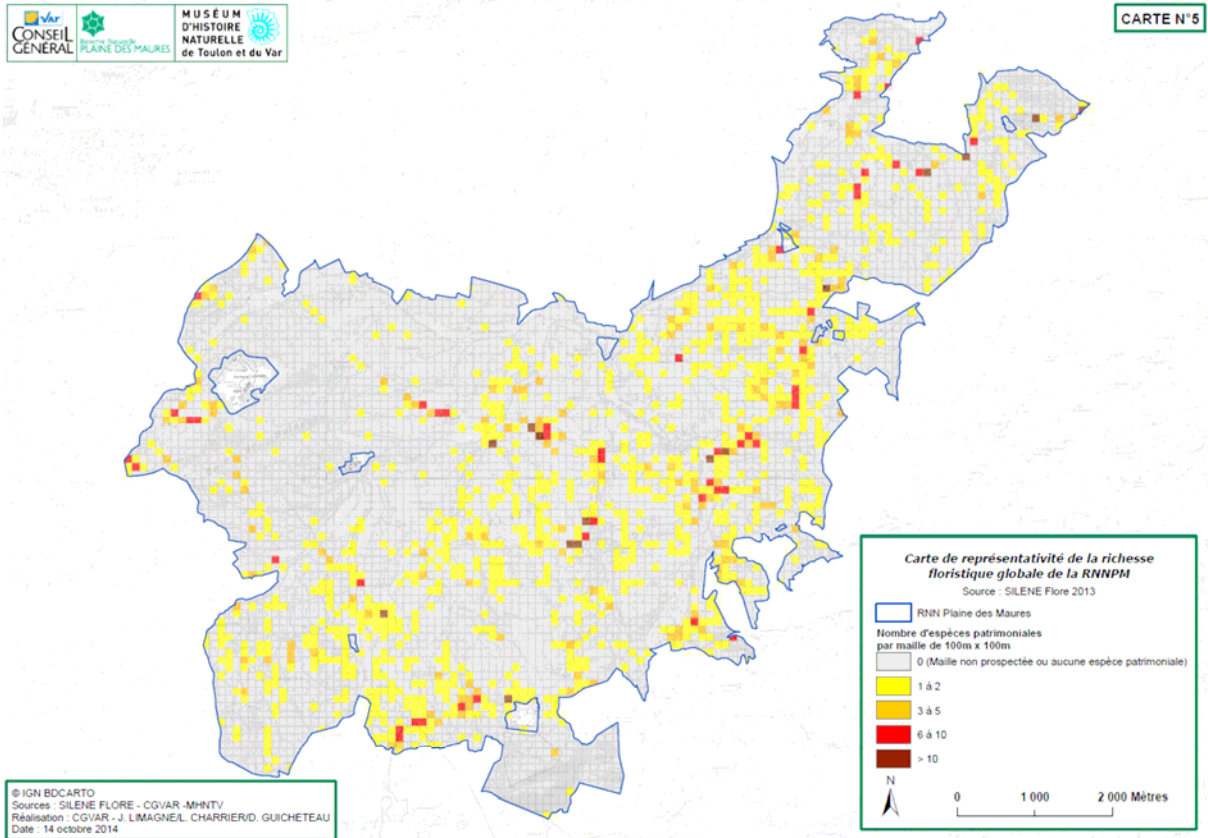 Var
CONSEIL
GÉNÉRAL
Réserve Naturelle
PLAINE DES MAURES
MUSÉUM
D'HISTOIRE
NATURELLE
de Toulon et du Var
CARTE N°5
Carte de représentativité de la richesse
floristique globale de la RNNPM
Source : SILENE Flore 2013
RNN Plaine des Maures
Nombre d'espèces patrimoniales
par maille de 100m x 100m
0 (Maille non prospectée ou aucune espèce patrimoniale)
1 à 2
3 à 5
6 à 10
> 10
N
0 1 000 2 000 Mètres
© IGN BDCARTO
Sources : SILENE FLORE - CGVAR -MHNTV
Réalisation : CGVAR - J. LIMAGNE/L. CHARRIER/D. GUICHETEAU
Date : 14 octobre 2014